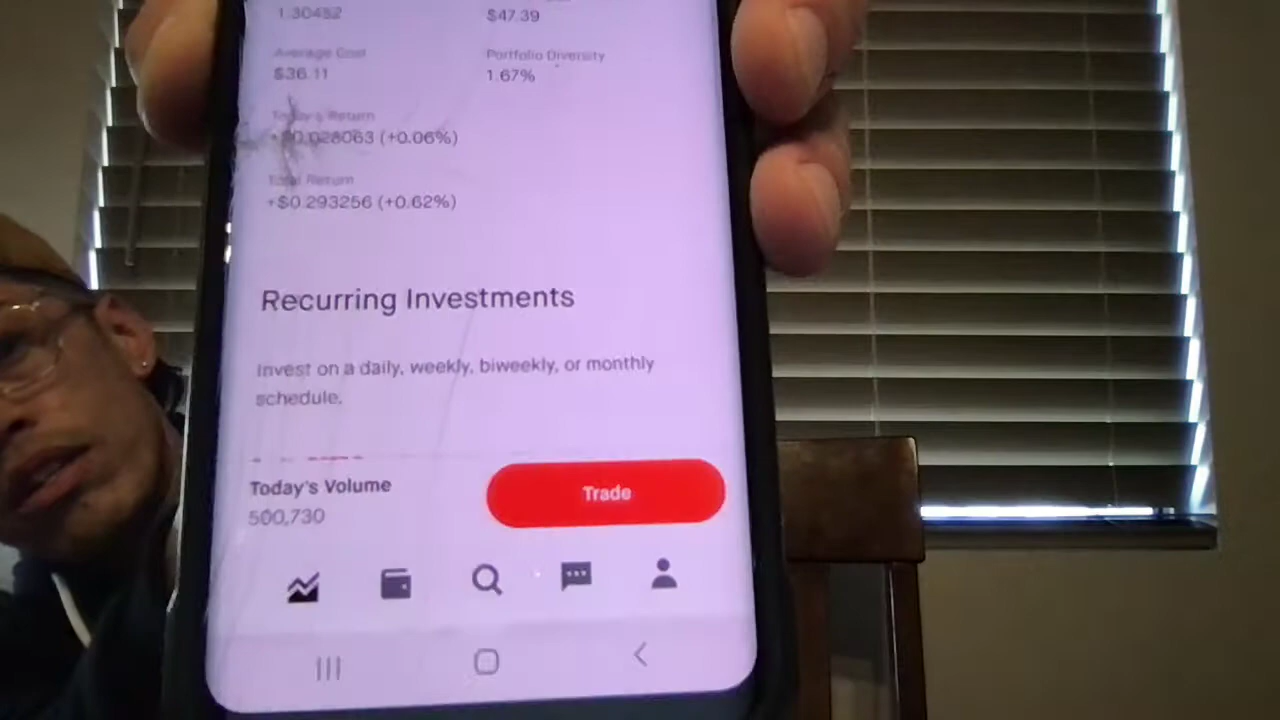 1.30452
$47.39
Average Cost
Portfolio Diversity
$36.11
1.67%
Today's Return
+$0.028063 (+0.06%)
Total Return
+$0.293256 (+0.62%)
Recurring Investments
Invest on a daily, weekly, biweekly, or monthly
schedule.
Today's Volume
500,730
Trade